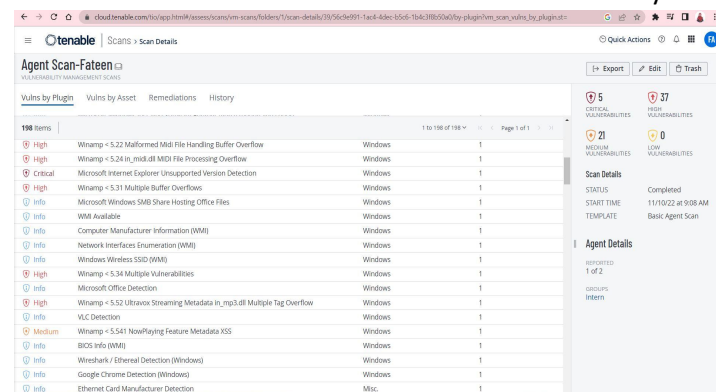 cloud.tenable.com/tio/app.html#/assess/scans/vm-scans/folders/1/scan-details/39/56c9e991-1ac4-4dec-b5c6-1b4c3f8b50a0/by-plugin/vm_scan_vulns_by_plugin:st=
tenable Scans > Scan Details Quick Actions FA
Agent Scan-Fateen
VULNERABILITY MANAGEMENT SCANS
Export Edit Trash
Vulns by Plugin Vulns by Asset Remediations History
198 Items 1 to 198 of 198 Page 1 of 1
High Winamp < 5.22 Malformed Midi File Handling Buffer Overflow Windows 1
High Winamp < 5.24 in_midi.dll MIDI File Processing Overflow Windows 1
Critical Microsoft Internet Explorer Unsupported Version Detection Windows 1
High Winamp < 5.31 Multiple Buffer Overflows Windows 1
Info Microsoft Windows SMB Share Hosting Office Files Windows 1
Info WMI Available Windows 1
Info Computer Manufacturer Information (WMI) Windows 1
Info Network Interfaces Enumeration (WMI) Windows 1
Info Windows Wireless SSID (WMI) Windows 1
High Winamp < 5.34 Multiple Vulnerabilities Windows 1
Info Microsoft Office Detection Windows 1
High Winamp < 5.52 Ultravox Streaming Metadata in_mp3.dll Multiple Tag Overflow Windows 1
Info VLC Detection Windows 1
Medium Winamp < 5.541 NowPlaying Feature Metadata XSS Windows 1
Info BIOS Info (WMI) Windows 1
Info Wireshark / Ethereal Detection (Windows) Windows 1
Info Google Chrome Detection (Windows) Windows 1
Info Ethernet Card Manufacturer Detection Misc. 1
5 37
CRITICAL VULNERABILITIES HIGH VULNERABILITIES
21 0
MEDIUM VULNERABILITIES LOW VULNERABILITIES
Scan Details
STATUS Completed
START TIME 11/10/22 at 9:08 AM
TEMPLATE Basic Agent Scan
Agent Details
REPORTED
1 of 2
GROUPS
Intern